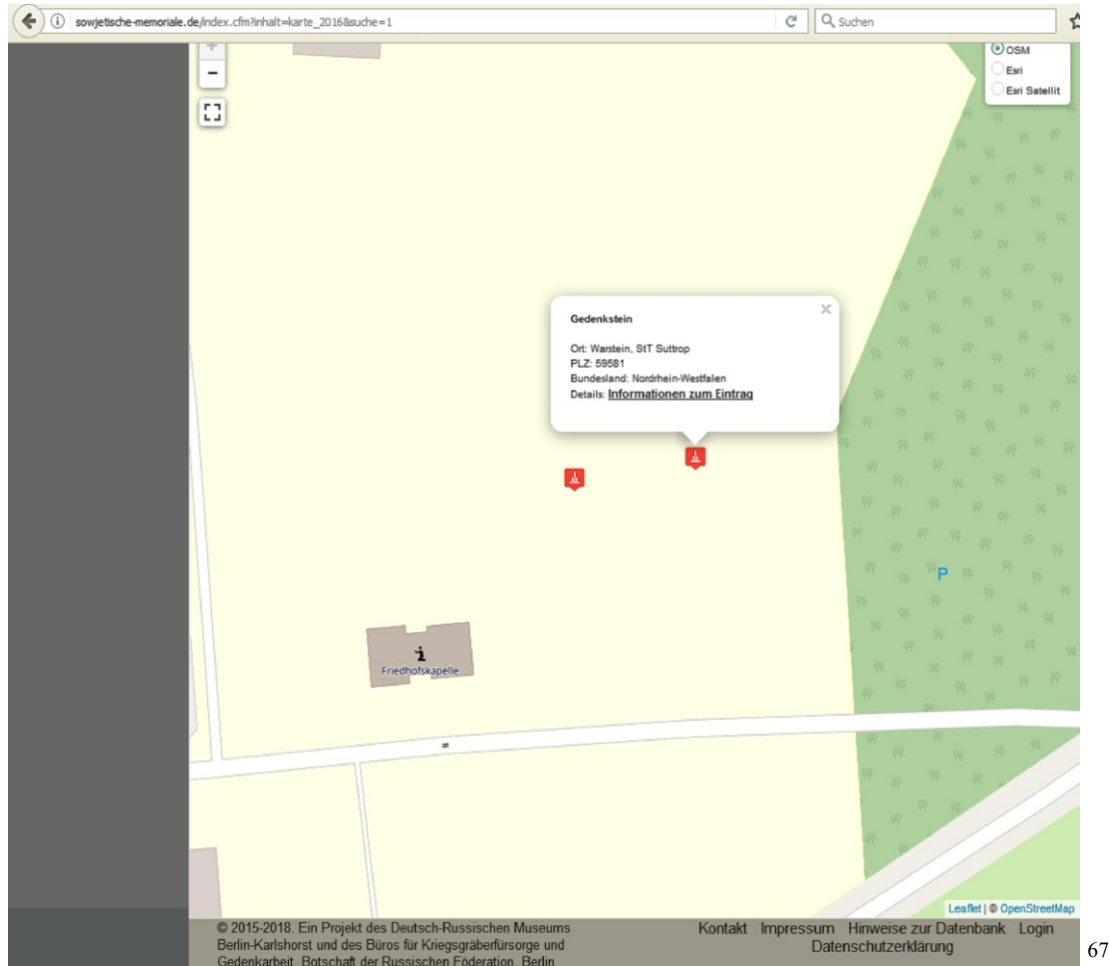 sowjetische-memoriale.de/index.cfm?inhalt=karte_2016&suche=1
Suchen
+
-
OSM
Esri
Esri Satellit
Gedenkstein
Ort: Warstein, StT Suttrop
PLZ: 59581
Bundesland: Nordrhein-Westfalen
Details: Informationen zum Eintrag
P
i
Friedhofskapelle
Leaflet | © OpenStreetMap
© 2015-2018. Ein Projekt des Deutsch-Russischen Museums
Berlin-Karlshorst und des Büros für Kriegsgräberfürsorge und
Gedenkarbeit, Botschaft der Russischen Föderation, Berlin
Kontakt Impressum Hinweise zur Datenbank Login
Datenschutzerklärung
67